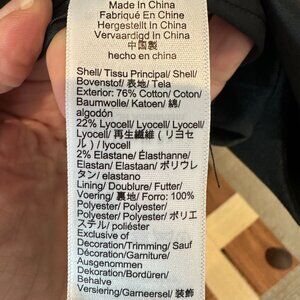 Made In China
Fabriqué En Chine
Hergestellt In China
Vervaardigd In China
中国製
hecho en china
Shell/ Tissu Principal/ Shell/
Bovenstof/ 表地/ Tela
Exterior: 76% Cotton/ Coton/
Baumwolle/ Katoen/ 綿/
algodón
22% Lyocell/ Lyocell/ Lyocell/
Lyocell/ 再生繊維 ( リヨセ
ル ) / lyocell
2% Elastane/ Élasthanne/
Elastan/ Elastaan/ ポリウレ
タン/ elastano
Lining/ Doublure/ Futter/
Voering/ 裏地/ Forro: 100%
Polyester/ Polyester/
Polyester/ Polyester/ ポリエ
ステル/ poliéster
Exclusive of
Decoration/Trimming/ Sauf
Décoration/Garniture/
Ausgenommen
Dekoration/Bordüren/
Behalve
Versiering/Garneersel/ 装飾